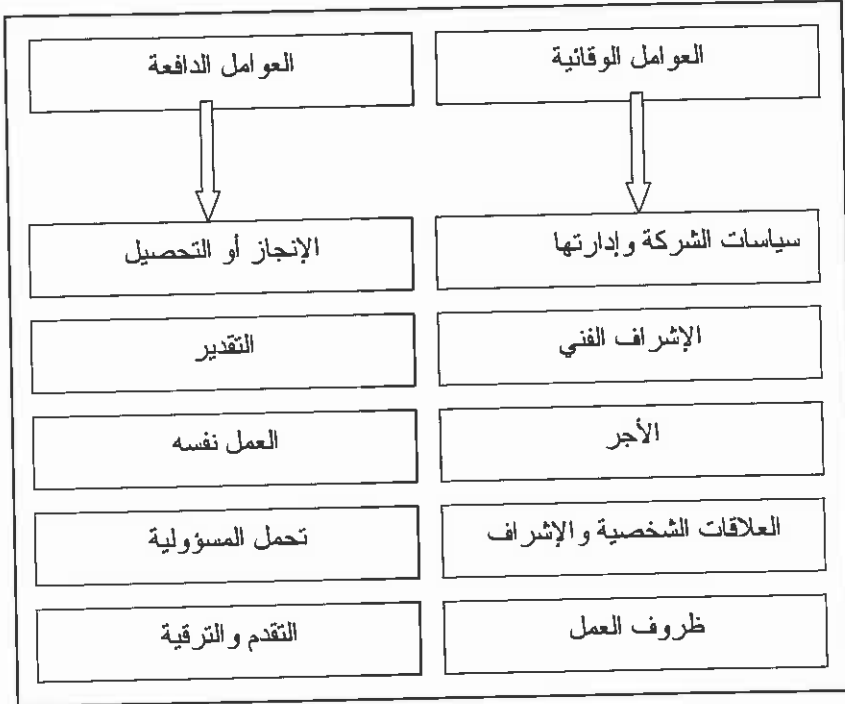 العوامل الوقائية
العوامل الدافعة
سياسات الشركة وإدارتها
الإنجاز أو التحصيل
الإشراف الفني
التقدير
الأجر
العمل نفسه
العلاقات الشخصية والإشراف
تحمل المسؤولية
ظروف العمل
التقدم والترقية